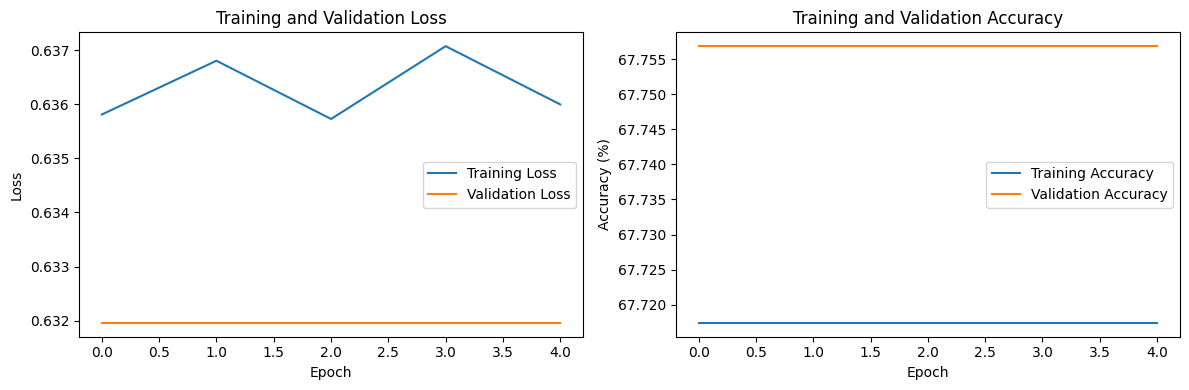 Training and Validation Loss
0.637
0.636
0.635
0.634
0.633
0.632
Loss
Training Loss
Validation Loss
0.0 0.5 1.0 1.5 2.0 2.5 3.0 3.5 4.0
Epoch
Training and Validation Accuracy
67.755
67.750
67.745
67.740
67.735
67.730
67.725
67.720
Accuracy (%)
Training Accuracy
Validation Accuracy
0.0 0.5 1.0 1.5 2.0 2.5 3.0 3.5 4.0
Epoch